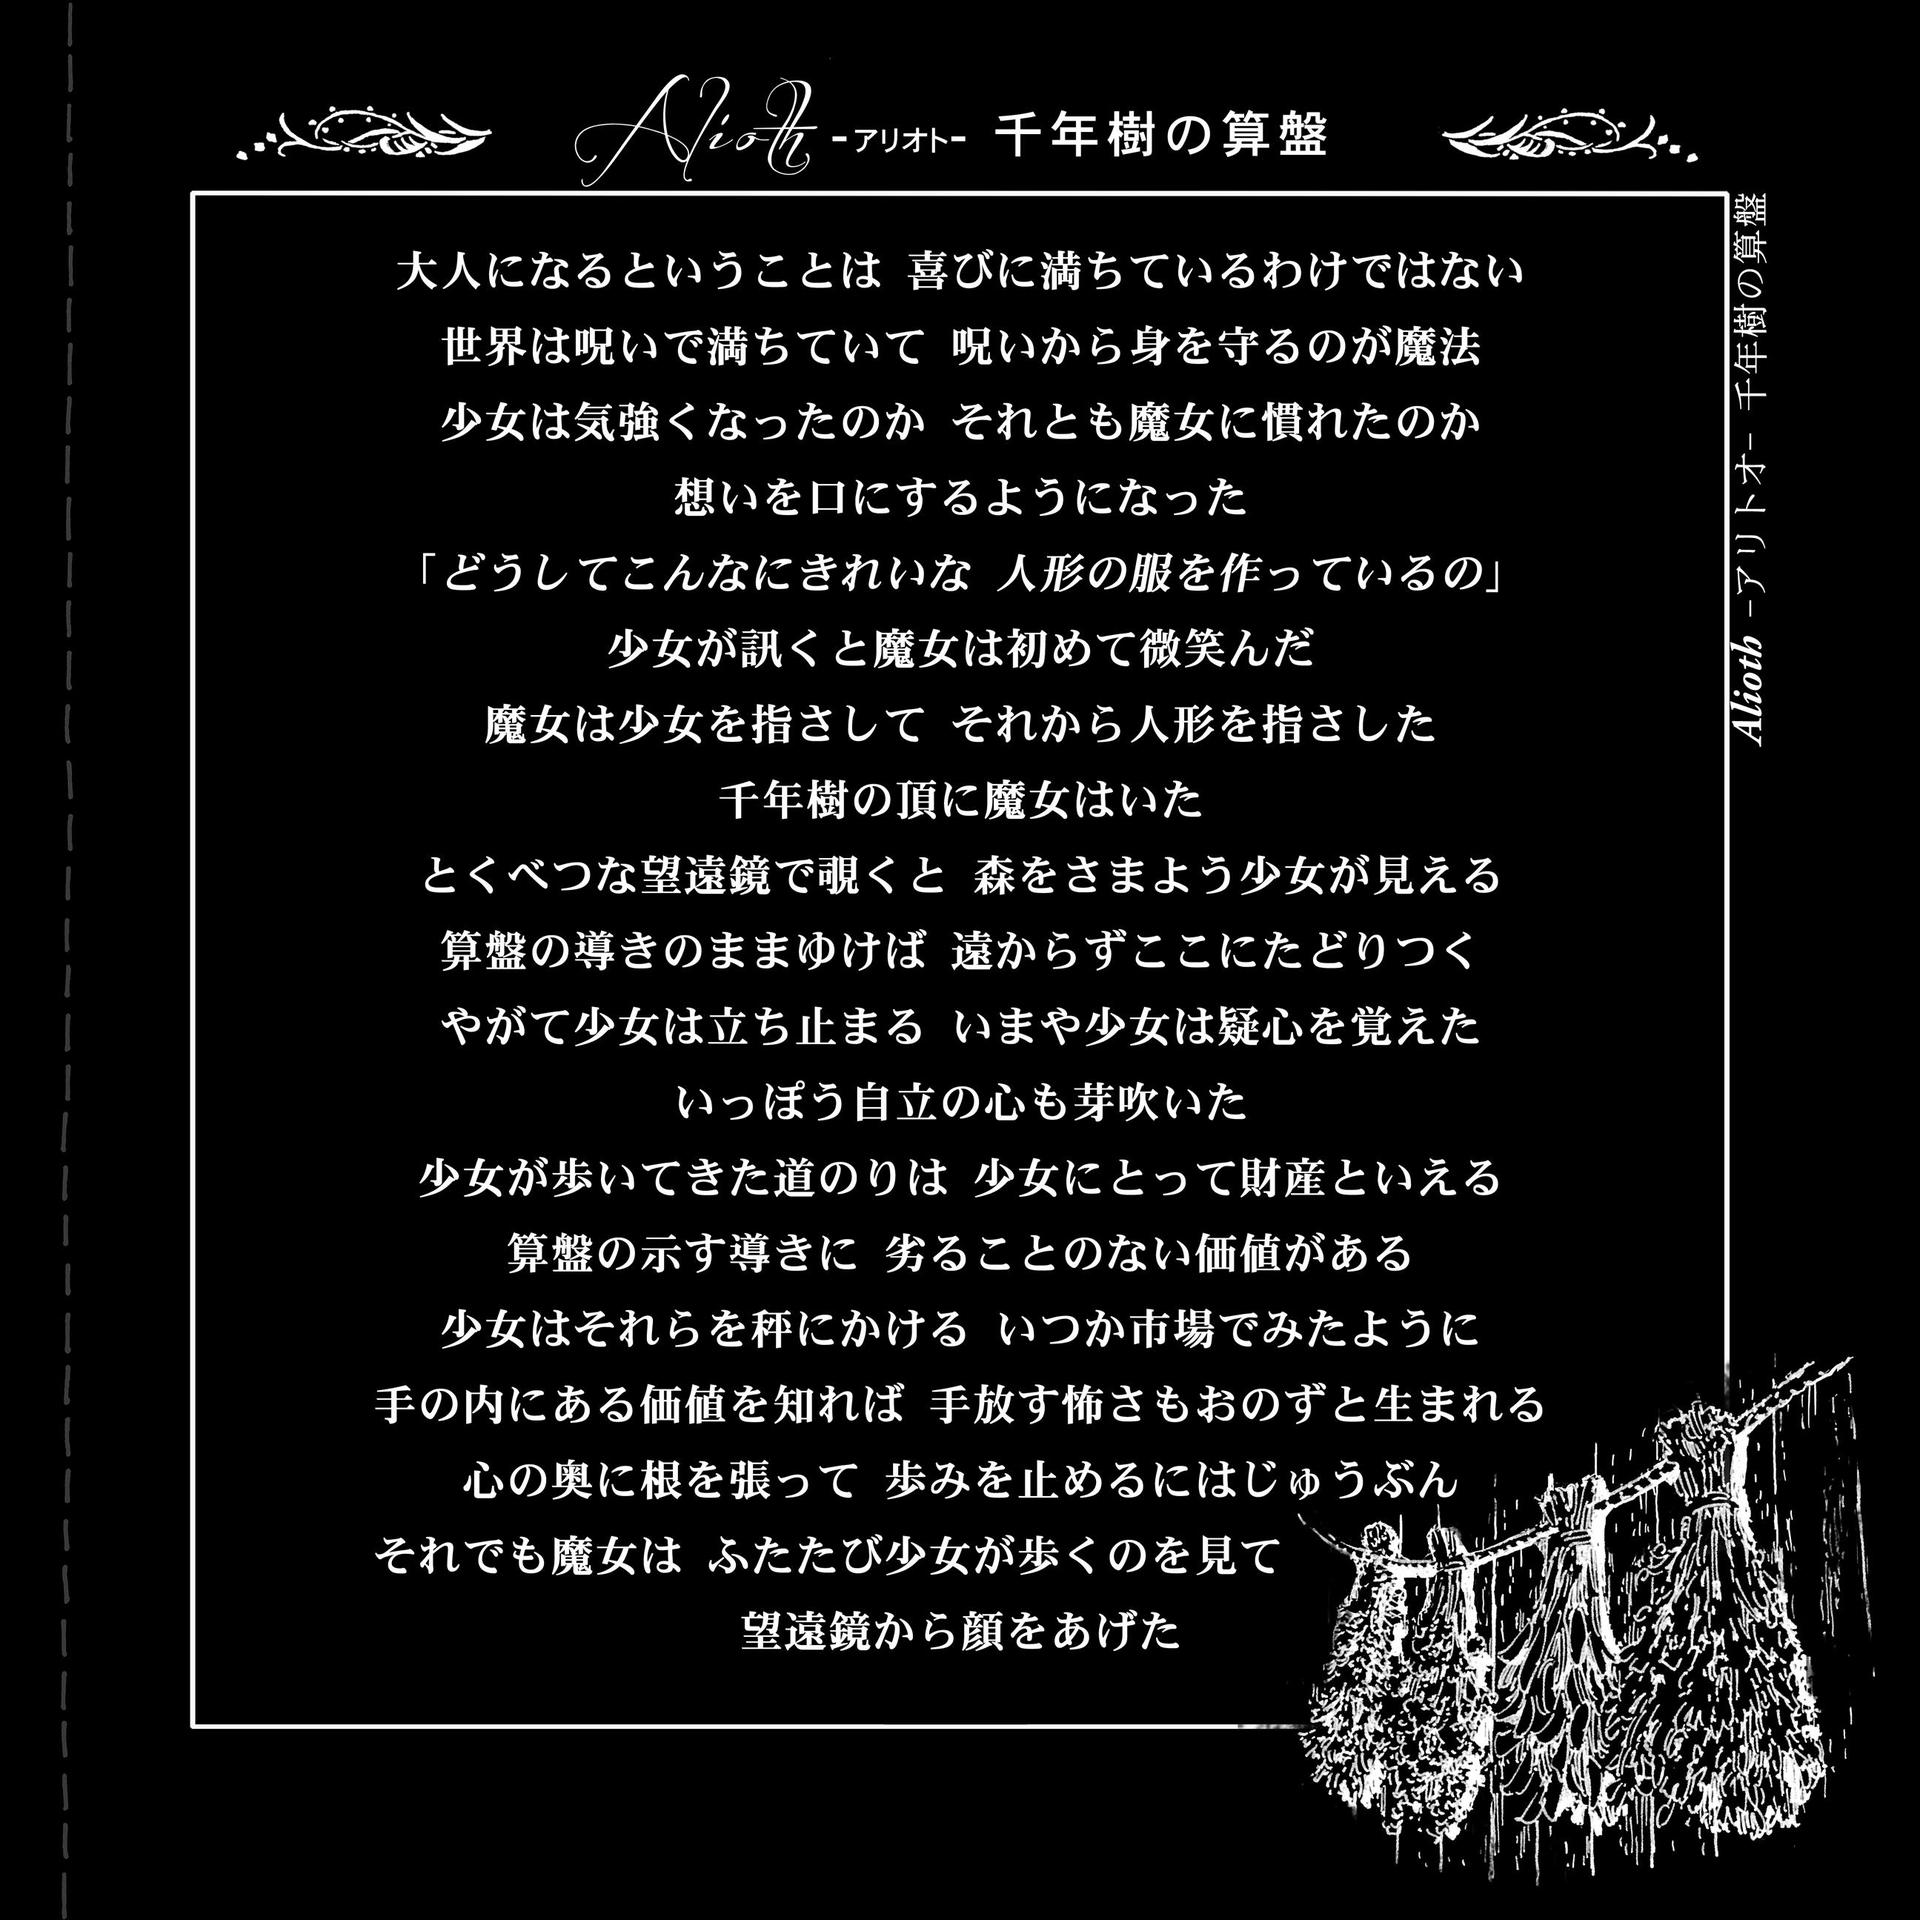 Alioth -アリオト- 千年樹の算盤
大人になるということは 喜びに満ちているわけではない
世界は呪いで満ちていて 呪いから身を守るのが魔法
少女は気強くなったのか それとも魔女に慣れたのか
想いを口にするようになった
「どうしてこんなにきれいな 人形の服を作っているの」
少女が訊くと魔女は初めて微笑んだ
魔女は少女を指さして それから人形を指さした
千年樹の頂に魔女はいた
とくべつな望遠鏡で覗くと 森をさまよう少女が見える
算盤の導きのままゆけば 遠からずここにたどりつく
やがて少女は立ち止まる いまや少女は疑心を覚えた
いっぽう自立の心も芽吹いた
少女が歩いてきた道のりは 少女にとって財産といえる
算盤の示す導きに 劣ることのない価値がある
少女はそれらを秤にかける いつか市場でみたように
手の内にある価値を知れば 手放す怖さもおのずと生まれる
心の奥に根を張って 歩みを止めるにはじゅうぶん
それでも魔女は ふたたび少女が歩くのを見て
望遠鏡から顔をあげた
Alioth -アリトオ- 千年樹の算盤